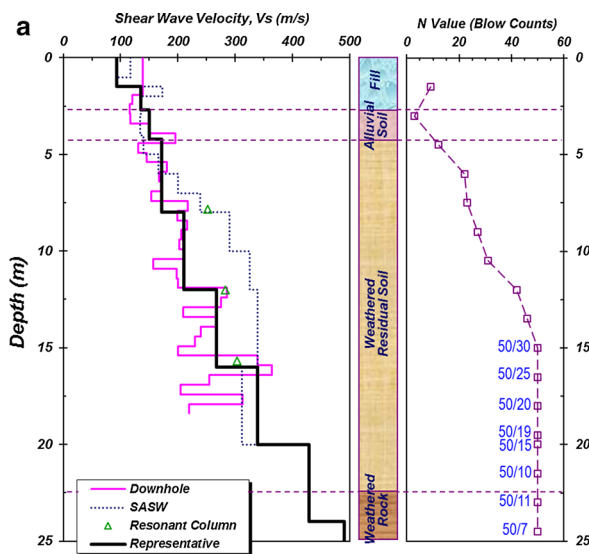 a
Shear Wave Velocity, Vs (m/s)
N Value (Blow Counts)
0 100 200 300 400 500
0 20 40 60
0
5
10
15
20
25
Depth (m)
Fill
Alluvial Soil
Weathered Residual Soil
Weathered Rock
50/30
50/25
50/20
50/19
50/15
50/10
50/11
50/7
0
5
10
15
20
25
Downhole
SASW
Resonant Column
Representative